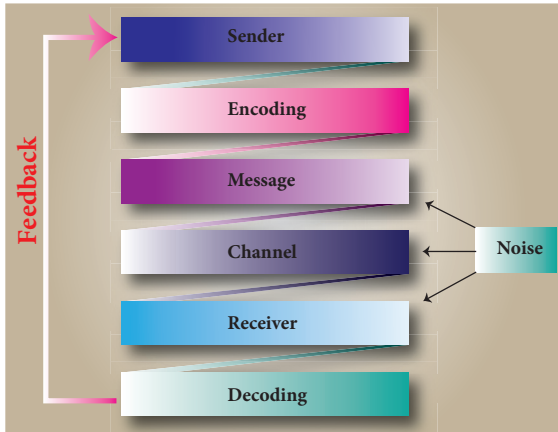 Sender
Encoding
Message
Channel
Receiver
Decoding
Feedback
Noise